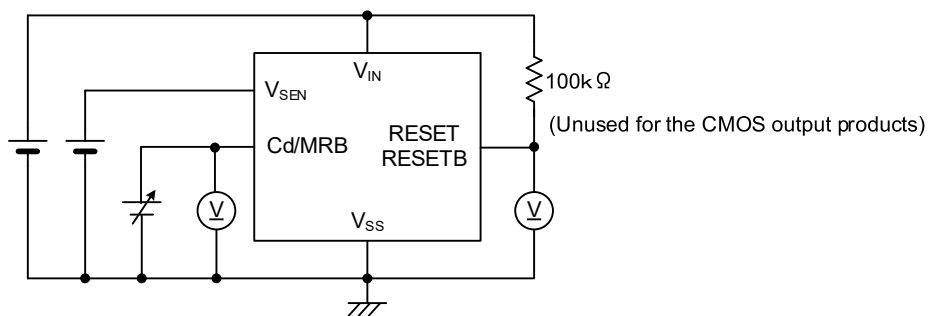 V_IN
V_SEN
100kΩ
(Unused for the CMOS output products)
Cd/MRB
RESET
RESETB
V
V
V_SS